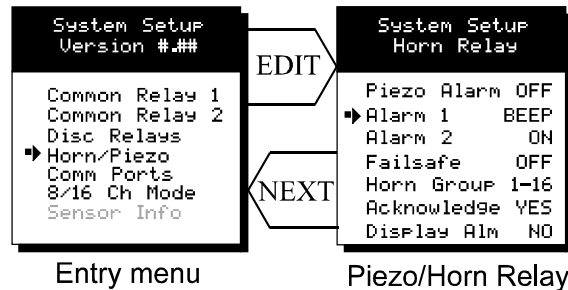 System Setup
Version #.##
Common Relay 1
Common Relay 2
Disc Relays
Horn/Piezo
Comm Ports
8/16 Ch Mode
Sensor Info
Entry menu
EDIT
NEXT
System Setup
Horn Relay
Piezo Alarm OFF
Alarm 1 BEEP
Alarm 2 ON
Failsafe OFF
Horn Group 1-16
Acknowledge YES
Display Alm NO
Piezo/Horn Relay